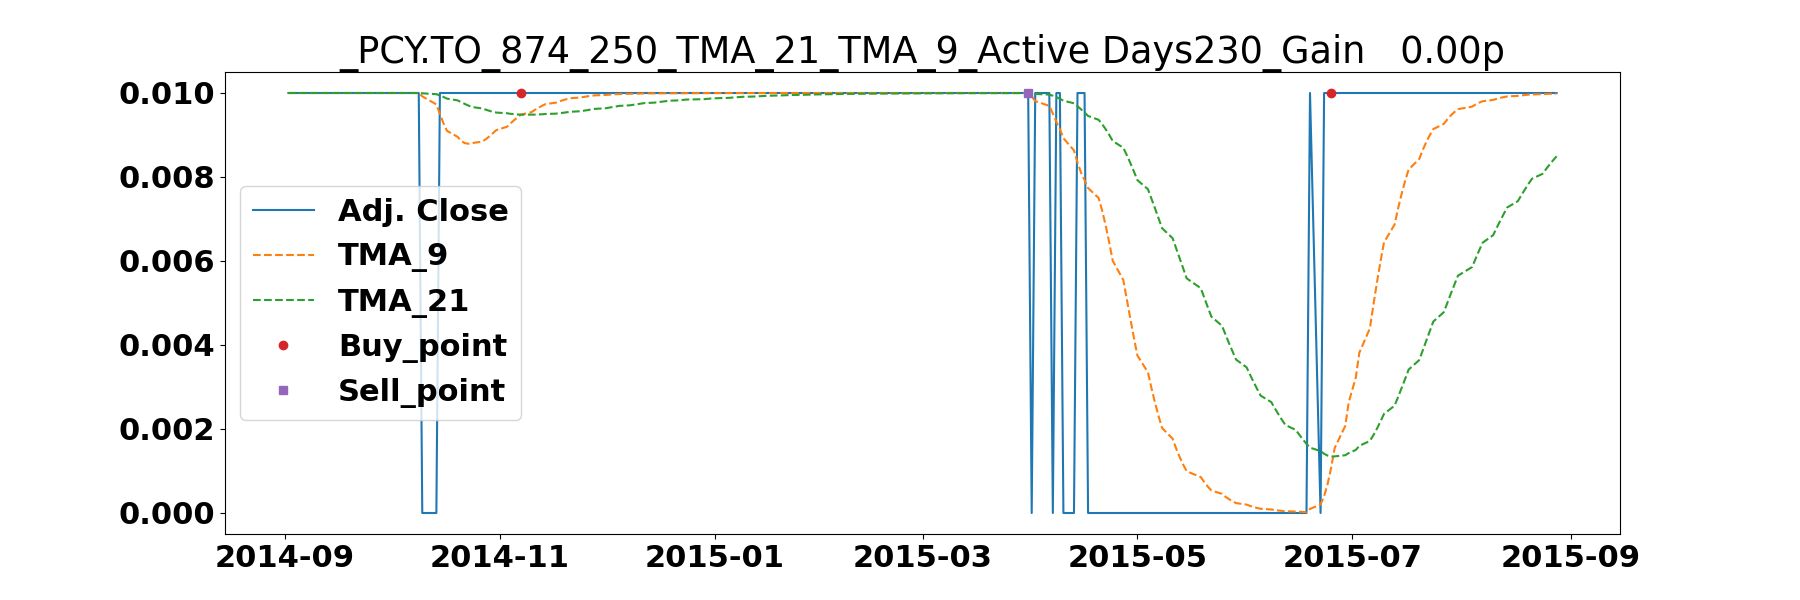 _PCY.TO_874_250_TMA_21_TMA_9_Active Days230_Gain   0.00p
0.010
0.008
0.006
0.004
0.002
0.000
Adj. Close
TMA_9
TMA_21
Buy_point
Sell_point
2014-09 2014-11 2015-01 2015-03 2015-05 2015-07 2015-09